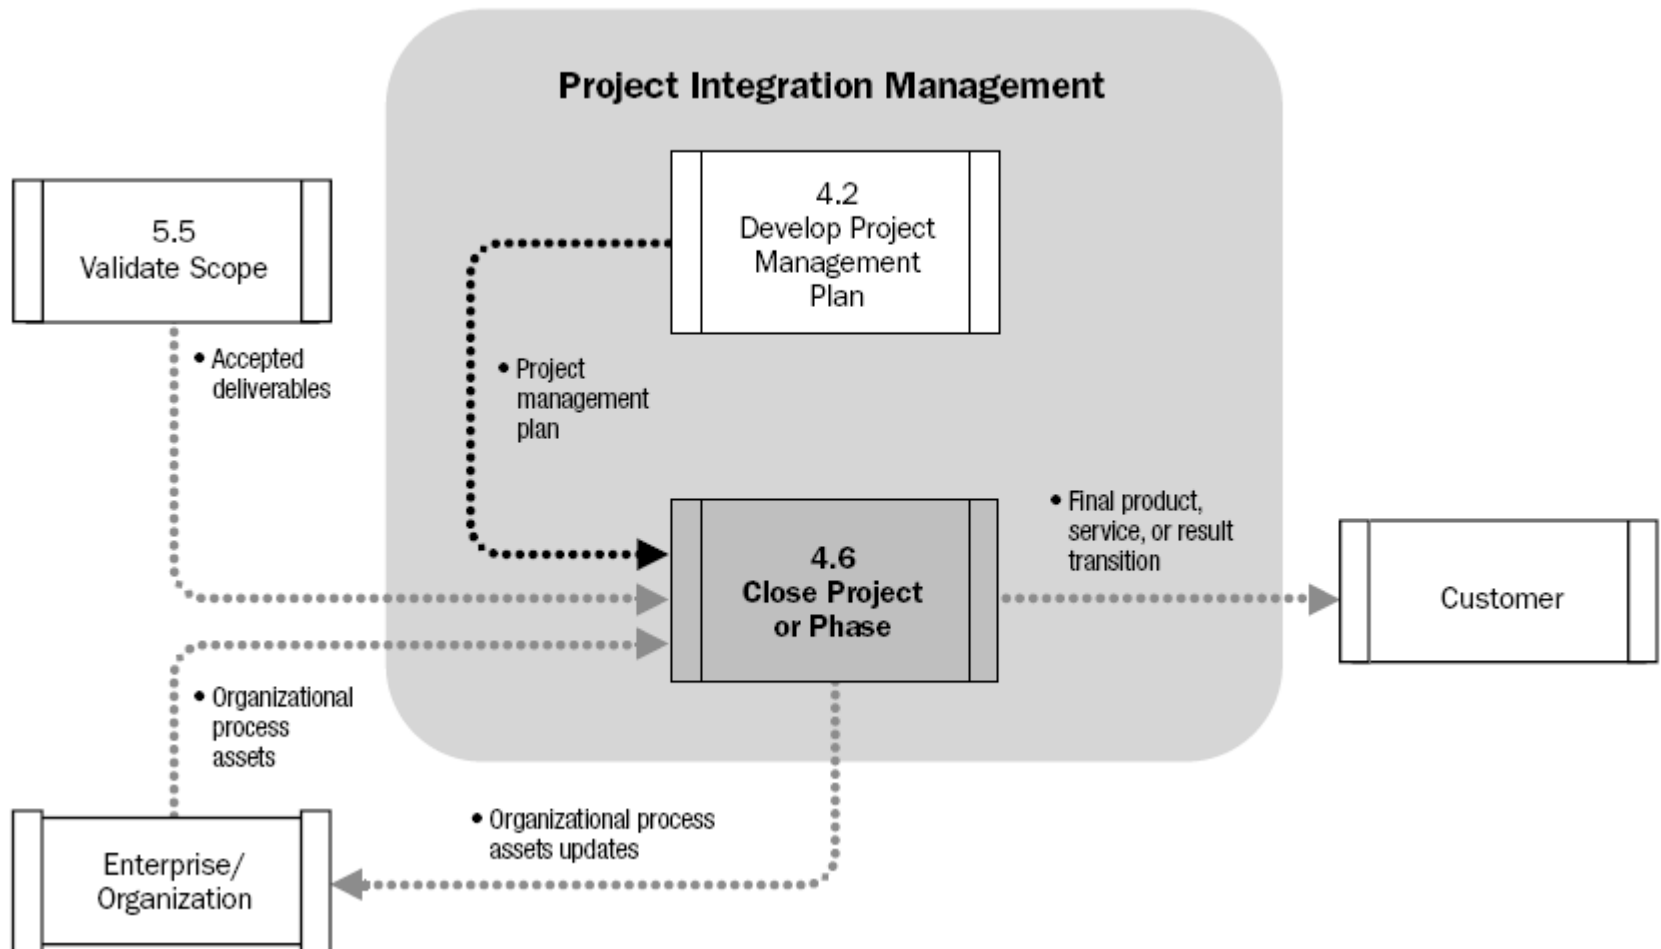 Project Integration Management
4.2
Develop Project
Management
Plan
5.5
Validate Scope
• Accepted
deliverables
• Project
management
plan
• Final product,
service, or result
transition
4.6
Close Project
or Phase
Customer
• Organizational
process
assets
• Organizational process
assets updates
Enterprise/
Organization